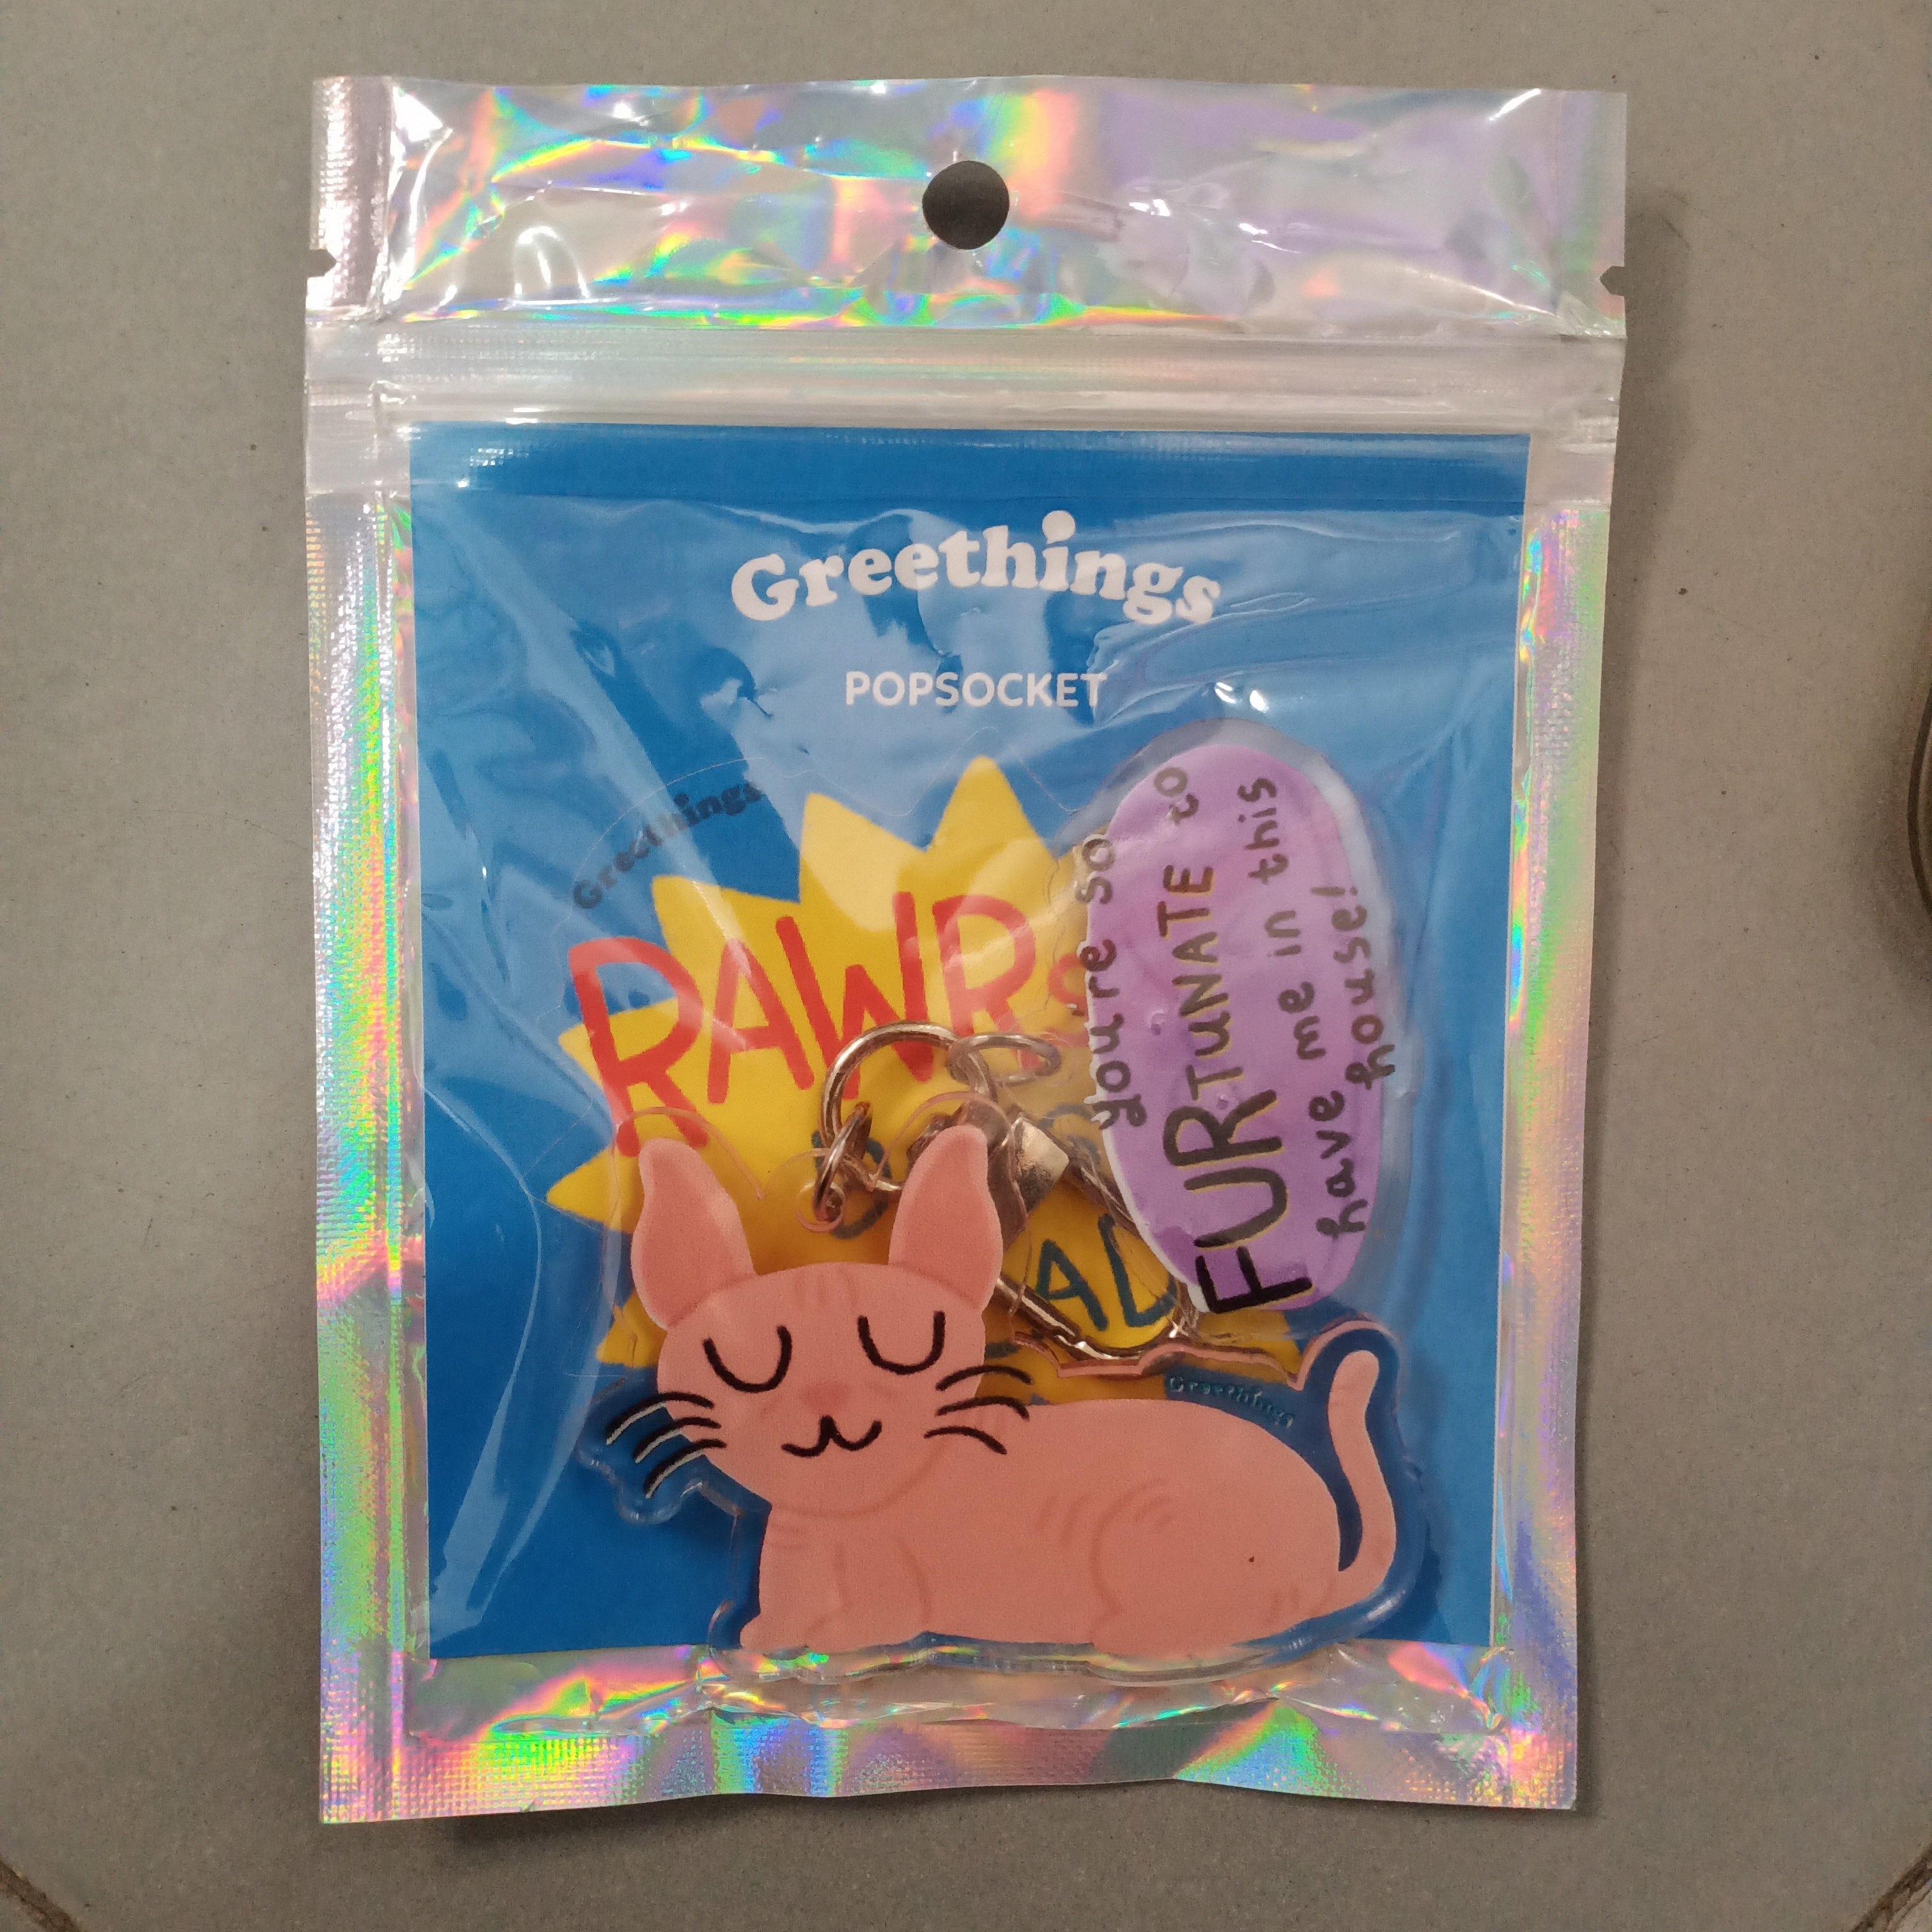 Greethings
POPSOCKET
Greethings
RAWR
you're so
FURTUNATE to
have me in this
house!
Greethings